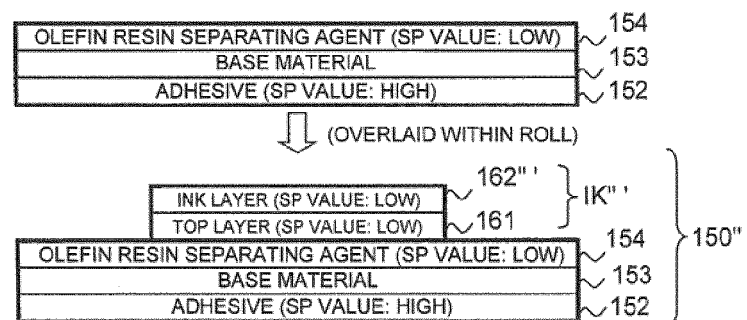 OLEFIN RESIN SEPARATING AGENT (SP VALUE: LOW) 154
BASE MATERIAL 153
ADHESIVE (SP VALUE: HIGH) 152
(OVERLAID WITHIN ROLL)
INK LAYER (SP VALUE: LOW) 162" ' IK" '
TOP LAYER (SP VALUE: LOW) 161
OLEFIN RESIN SEPARATING AGENT (SP VALUE: LOW) 154 150"
BASE MATERIAL 153
ADHESIVE (SP VALUE: HIGH) 152